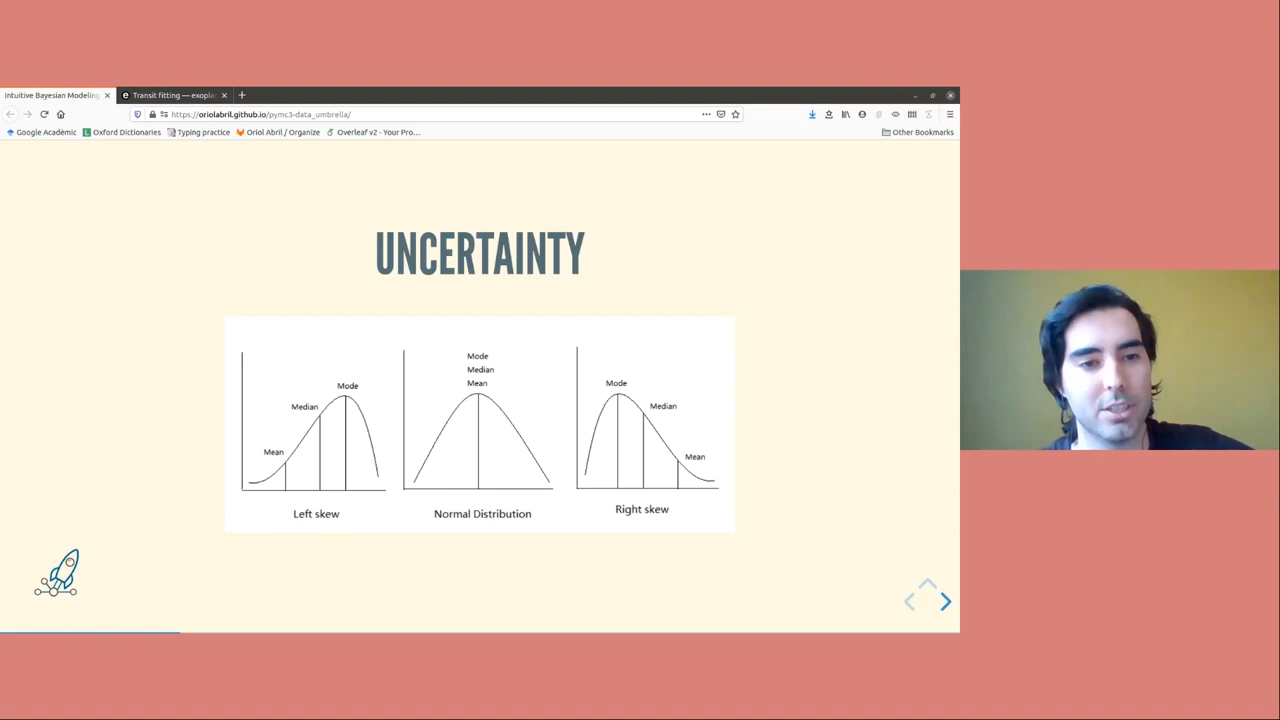 Intuitive Bayesian Modeling
Transit fitting — exopla
https://oriolabril.github.io/pymc3-data_umbrella/
Google Acadèmic
Oxford Dictionaries
Typing practice
Oriol Abril / Organize
Overleaf v2 - Your Pro...
Other Bookmarks
UNCERTAINTY
Mean
Median
Mode
Left skew
Mode
Median
Mean
Normal Distribution
Mode
Median
Mean
Right skew